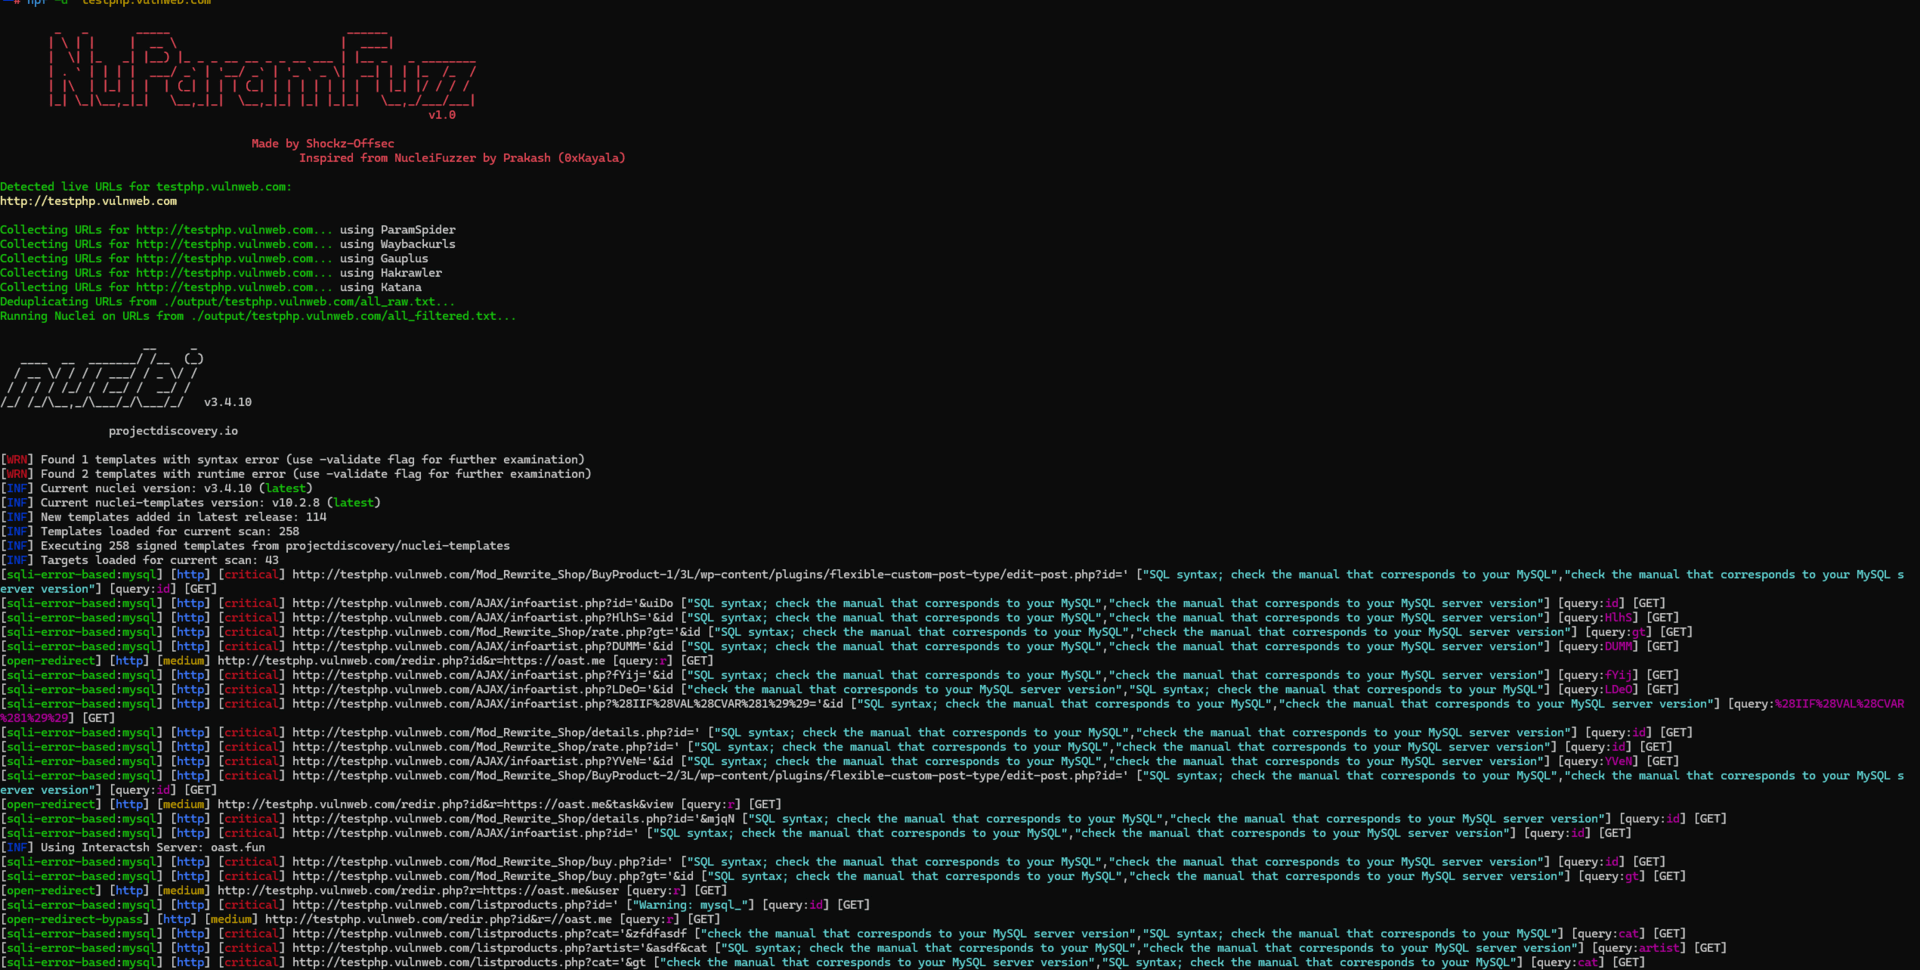 npf -d testphp.vulnweb.com
NuParamFuzz
v1.0
Made by Shockz-Offsec
Inspired from NucleiFuzzer by Prakash (0xKayala)
Detected live URLs for testphp.vulnweb.com:
http://testphp.vulnweb.com
Collecting URLs for http://testphp.vulnweb.com... using ParamSpider
Collecting URLs for http://testphp.vulnweb.com... using Waybackurls
Collecting URLs for http://testphp.vulnweb.com... using Gauplus
Collecting URLs for http://testphp.vulnweb.com... using Hakrawler
Collecting URLs for http://testphp.vulnweb.com... using Katana
Deduplicating URLs from ./output/testphp.vulnweb.com/all_raw.txt...
Running Nuclei on URLs from ./output/testphp.vulnweb.com/all_filtered.txt...
nuclei v3.4.10
projectdiscovery.io
[WRN] Found 1 templates with syntax error (use -validate flag for further examination)
[WRN] Found 2 templates with runtime error (use -validate flag for further examination)
[INF] Current nuclei version: v3.4.10 (latest)
[INF] Current nuclei-templates version: v10.2.8 (latest)
[INF] New templates added in latest release: 114
[INF] Templates loaded for current scan: 258
[INF] Executing 258 signed templates from projectdiscovery/nuclei-templates
[INF] Targets loaded for current scan: 43
[sqli-error-based:mysql] [http] [critical] http://testphp.vulnweb.com/Mod_Rewrite_Shop/BuyProduct-1/3L/wp-content/plugins/flexible-custom-post-type/edit-post.php?id=' ["SQL syntax; check the manual that corresponds to your MySQL","check the manual that corresponds to your MySQL s
erver version"] [query:id] [GET]
[sqli-error-based:mysql] [http] [critical] http://testphp.vulnweb.com/AJAX/infoartist.php?id='&uiDo ["SQL syntax; check the manual that corresponds to your MySQL","check the manual that corresponds to your MySQL server version"] [query:id] [GET]
[sqli-error-based:mysql] [http] [critical] http://testphp.vulnweb.com/AJAX/infoartist.php?HlhS='&id ["SQL syntax; check the manual that corresponds to your MySQL","check the manual that corresponds to your MySQL server version"] [query:HlhS] [GET]
[sqli-error-based:mysql] [http] [critical] http://testphp.vulnweb.com/Mod_Rewrite_Shop/rate.php?gt='&id ["SQL syntax; check the manual that corresponds to your MySQL","check the manual that corresponds to your MySQL server version"] [query:gt] [GET]
[sqli-error-based:mysql] [http] [critical] http://testphp.vulnweb.com/AJAX/infoartist.php?DUMM='&id ["SQL syntax; check the manual that corresponds to your MySQL","check the manual that corresponds to your MySQL server version"] [query:DUMM] [GET]
[open-redirect] [http] [medium] http://testphp.vulnweb.com/redir.php?id&r=https://oast.me [query:r] [GET]
[sqli-error-based:mysql] [http] [critical] http://testphp.vulnweb.com/AJAX/infoartist.php?fYij='&id ["SQL syntax; check the manual that corresponds to your MySQL","check the manual that corresponds to your MySQL server version"] [query:fYij] [GET]
[sqli-error-based:mysql] [http] [critical] http://testphp.vulnweb.com/AJAX/infoartist.php?LDeO='&id ["check the manual that corresponds to your MySQL server version","SQL syntax; check the manual that corresponds to your MySQL"] [query:LDeO] [GET]
[sqli-error-based:mysql] [http] [critical] http://testphp.vulnweb.com/AJAX/infoartist.php?%28IIF%28VAL%28CVAR%281%29%29='&id ["SQL syntax; check the manual that corresponds to your MySQL","check the manual that corresponds to your MySQL server version"] [query:%28IIF%28VAL%28CVAR
%281%29%29] [GET]
[sqli-error-based:mysql] [http] [critical] http://testphp.vulnweb.com/Mod_Rewrite_Shop/details.php?id=' ["SQL syntax; check the manual that corresponds to your MySQL","check the manual that corresponds to your MySQL server version"] [query:id] [GET]
[sqli-error-based:mysql] [http] [critical] http://testphp.vulnweb.com/Mod_Rewrite_Shop/rate.php?id=' ["SQL syntax; check the manual that corresponds to your MySQL","check the manual that corresponds to your MySQL server version"] [query:id] [GET]
[sqli-error-based:mysql] [http] [critical] http://testphp.vulnweb.com/AJAX/infoartist.php?YVeN='&id ["SQL syntax; check the manual that corresponds to your MySQL","check the manual that corresponds to your MySQL server version"] [query:YVeN] [GET]
[sqli-error-based:mysql] [http] [critical] http://testphp.vulnweb.com/Mod_Rewrite_Shop/BuyProduct-2/3L/wp-content/plugins/flexible-custom-post-type/edit-post.php?id=' ["SQL syntax; check the manual that corresponds to your MySQL","check the manual that corresponds to your MySQL s
erver version"] [query:id] [GET]
[open-redirect] [http] [medium] http://testphp.vulnweb.com/redir.php?id&r=https://oast.me&task&view [query:r] [GET]
[sqli-error-based:mysql] [http] [critical] http://testphp.vulnweb.com/Mod_Rewrite_Shop/details.php?id='&mjqN ["SQL syntax; check the manual that corresponds to your MySQL","check the manual that corresponds to your MySQL server version"] [query:id] [GET]
[sqli-error-based:mysql] [http] [critical] http://testphp.vulnweb.com/AJAX/infoartist.php?id=' ["SQL syntax; check the manual that corresponds to your MySQL","check the manual that corresponds to your MySQL server version"] [query:id] [GET]
[INF] Using Interactsh Server: oast.fun
[sqli-error-based:mysql] [http] [critical] http://testphp.vulnweb.com/Mod_Rewrite_Shop/buy.php?id=' ["SQL syntax; check the manual that corresponds to your MySQL","check the manual that corresponds to your MySQL server version"] [query:id] [GET]
[sqli-error-based:mysql] [http] [critical] http://testphp.vulnweb.com/Mod_Rewrite_Shop/buy.php?gt='&id ["SQL syntax; check the manual that corresponds to your MySQL","check the manual that corresponds to your MySQL server version"] [query:gt] [GET]
[open-redirect] [http] [medium] http://testphp.vulnweb.com/redir.php?r=https://oast.me&user [query:r] [GET]
[sqli-error-based:mysql] [http] [critical] http://testphp.vulnweb.com/listproducts.php?id=' ["Warning: mysql_"] [query:id] [GET]
[open-redirect-bypass] [http] [medium] http://testphp.vulnweb.com/redir.php?id&r=//oast.me [query:r] [GET]
[sqli-error-based:mysql] [http] [critical] http://testphp.vulnweb.com/listproducts.php?cat='&zfdfasdf ["check the manual that corresponds to your MySQL server version","SQL syntax; check the manual that corresponds to your MySQL"] [query:cat] [GET]
[sqli-error-based:mysql] [http] [critical] http://testphp.vulnweb.com/listproducts.php?artist='&asdf&cat ["SQL syntax; check the manual that corresponds to your MySQL","check the manual that corresponds to your MySQL server version"] [query:artist] [GET]
[sqli-error-based:mysql] [http] [critical] http://testphp.vulnweb.com/listproducts.php?cat='&gt ["check the manual that corresponds to your MySQL server version","SQL syntax; check the manual that corresponds to your MySQL"] [query:cat] [GET]